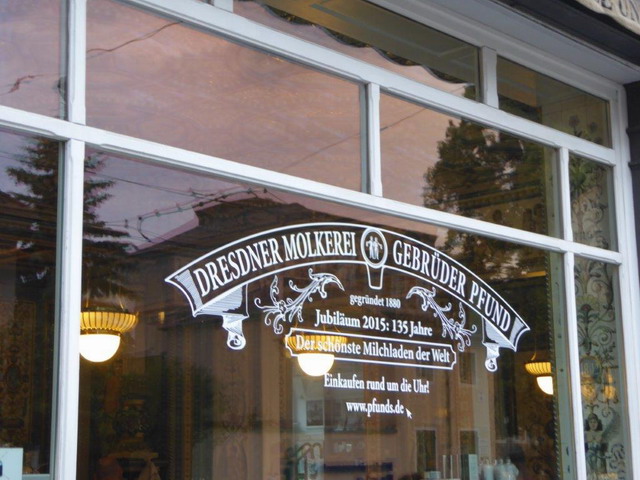 DRESDNER MOLKEREI GEBRÜDER PFUND
gegründet 1880
Jubiläum 2015: 135 Jahre
Der schönste Milchladen der Welt
Einkaufen rund um die Uhr!
www.pfunds.de